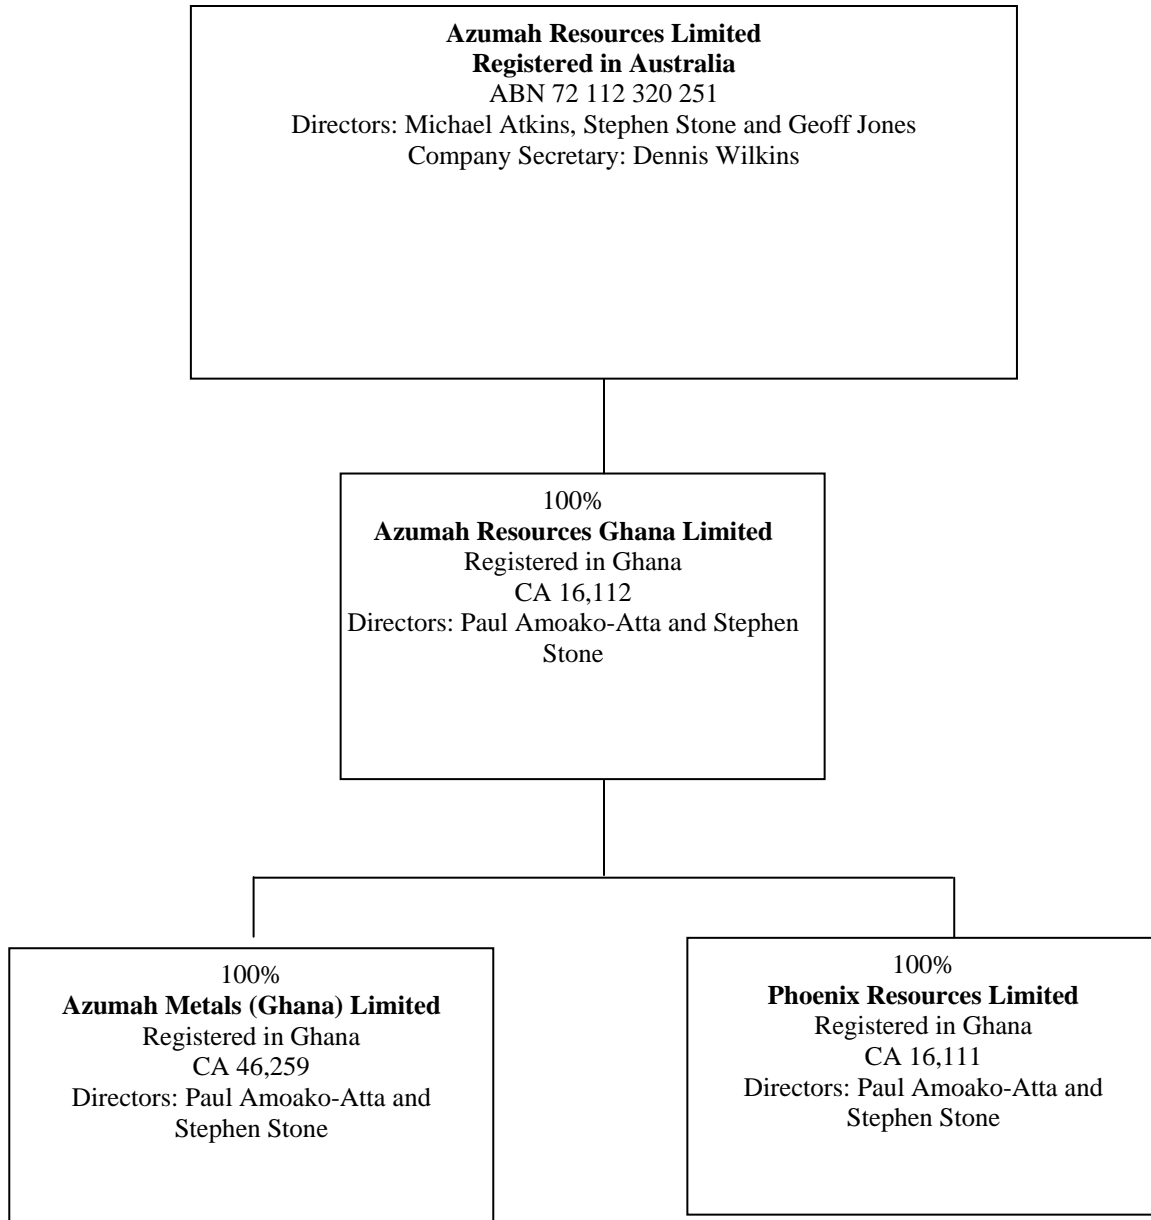 Azumah Resources Limited
Registered in Australia
ABN 72 112 320 251
Directors: Michael Atkins, Stephen Stone and Geoff Jones
Company Secretary: Dennis Wilkins
100%
Azumah Resources Ghana Limited
Registered in Ghana
CA 16,112
Directors: Paul Amoako-Atta and Stephen
Stone
100%
Azumah Metals (Ghana) Limited
Registered in Ghana
CA 46,259
Directors: Paul Amoako-Atta and
Stephen Stone
100%
Phoenix Resources Limited
Registered in Ghana
CA 16,111
Directors: Paul Amoako-Atta and
Stephen Stone